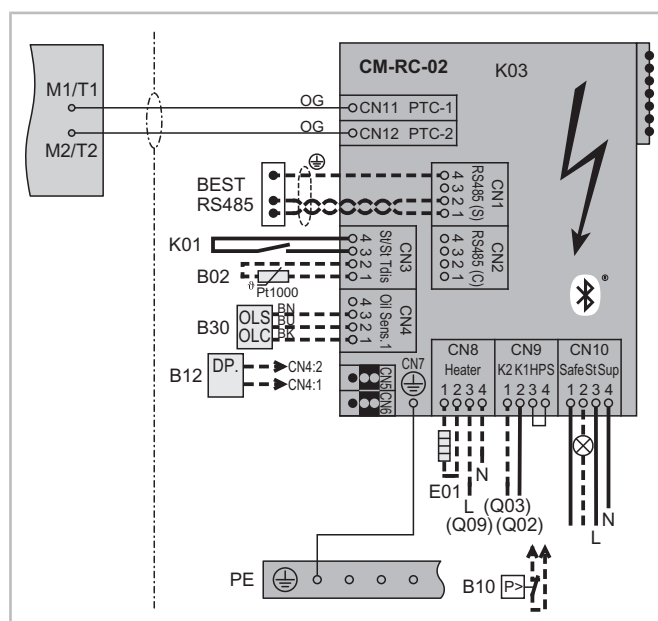 CM-RC-02 K03
M1/T1
OG CN11 PTC-1
OG CN12 PTC-2
M2/T2
BEST
RS485
4 3 2 1 RS485 (S) CN1
K01
4 3 2 1 St/St Tdis CN3
4 3 2 1 RS485 (C) CN2
B02
ϑ Pt1000
®
B30 OLS OLC
BN
BU
BK
4 3 2 1 Oil Sens.1 CN4
B12 DP.
CN4:2
CN4:1
CN5
CN6
CN7
CN8 CN9 CN10
Heater K2 K1 HPS Safe St Sup
1 2 3 4 1 2 3 4 1 2 3 4
E01
N
L
(Q09)
(Q03)
(Q02)
N
L
PE
B10 P>